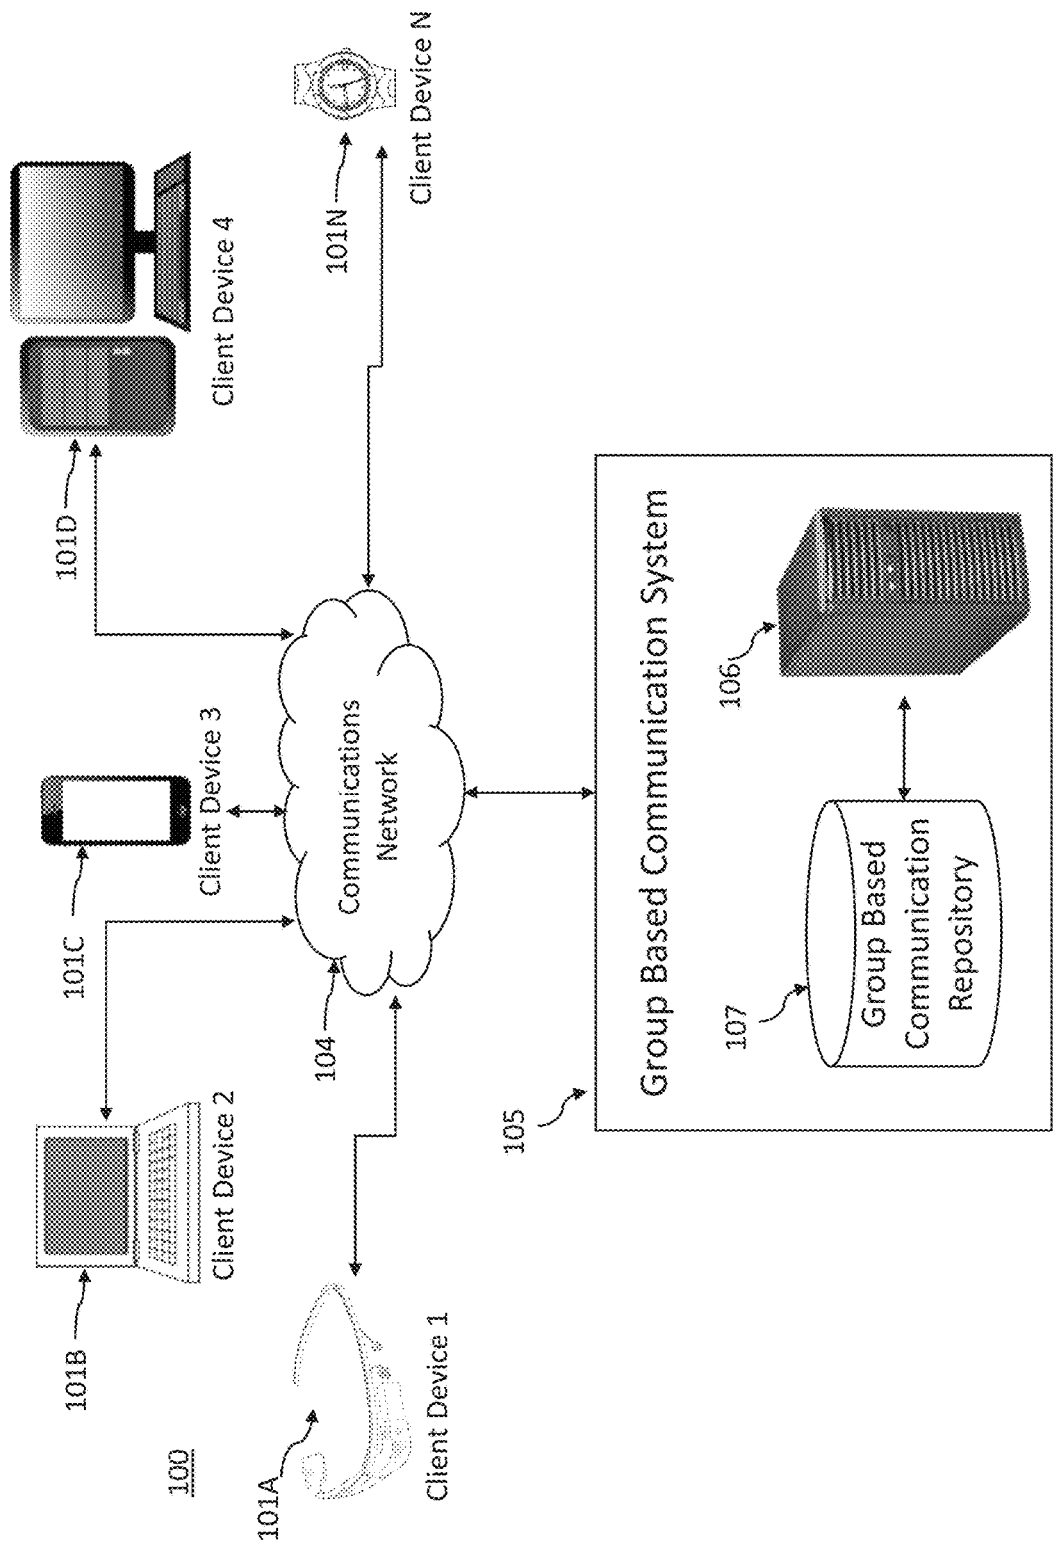 100
101B
Client Device 2
101C
Client Device 3
101D
Client Device 4
101A
Client Device 1
104
Communications
Network
101N
Client Device N
105
Group Based Communication System
107
Group Based
Communication
Repository
106